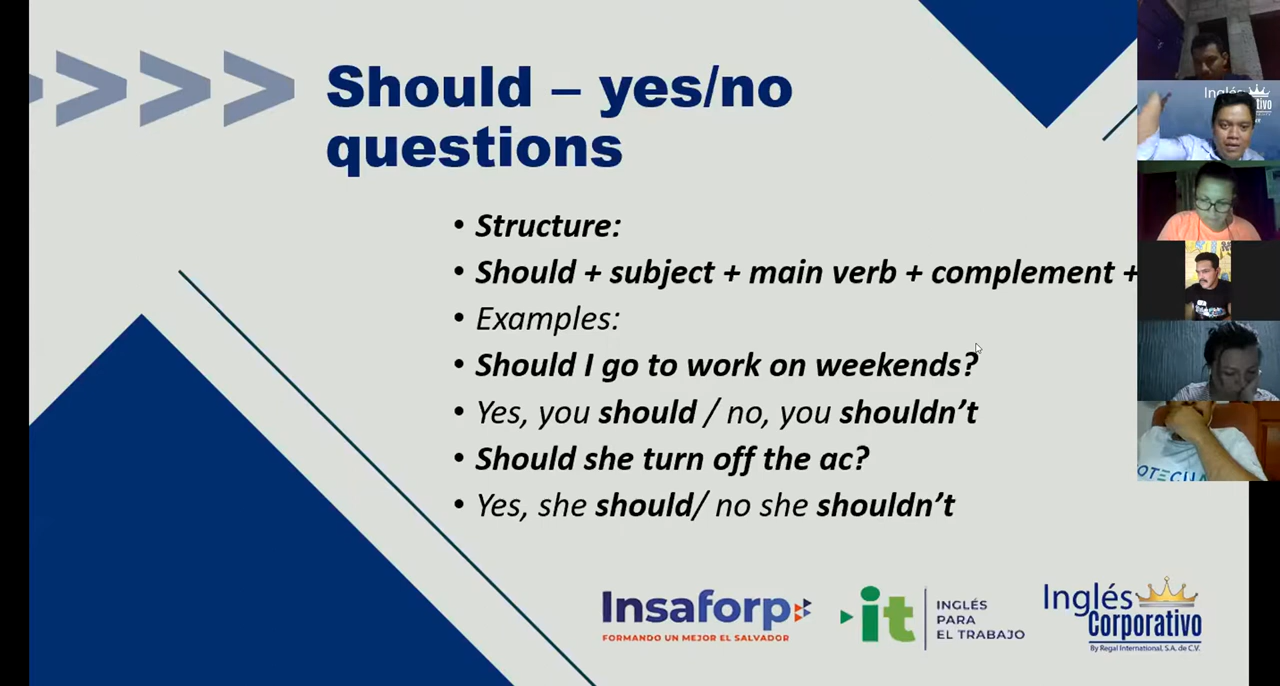 Should – yes/no
questions
• Structure:
• Should + subject + main verb + complement +
• Examples:
• Should I go to work on weekends?
• Yes, you should / no, you shouldn’t
• Should she turn off the ac?
• Yes, she should/ no she shouldn’t
Insaforp
FORMANDO UN MEJOR EL SALVADOR
it
INGLÉS
PARA
EL TRABAJO
Inglés
Corporativo
By Regal International, S.A. de C.V.
Inglés